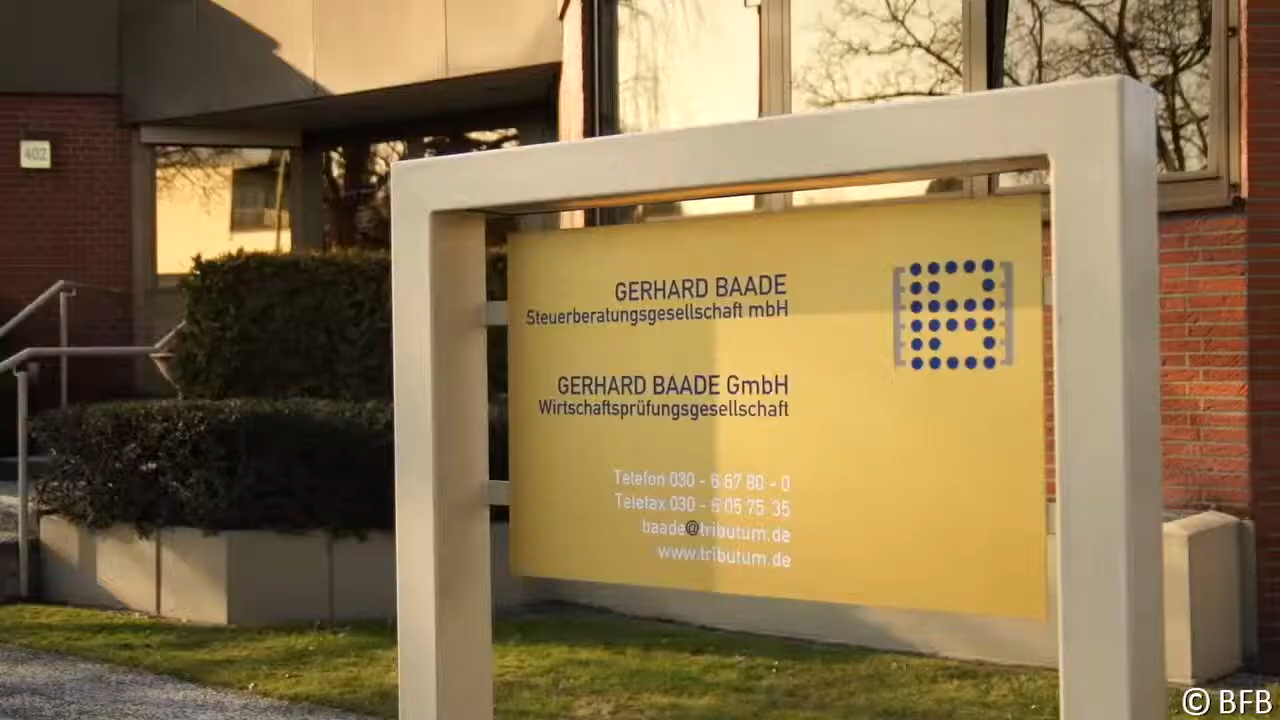 402
GERHARD BAADE
Steuerberatungsgesellschaft mbH
GERHARD BAADE GmbH
Wirtschaftsprüfungsgesellschaft
Telefon 030 - 6 57 80 - 0
Telefax 030 - 6 05 75 35
baade@tributum.de
www.tributum.de
© BFB